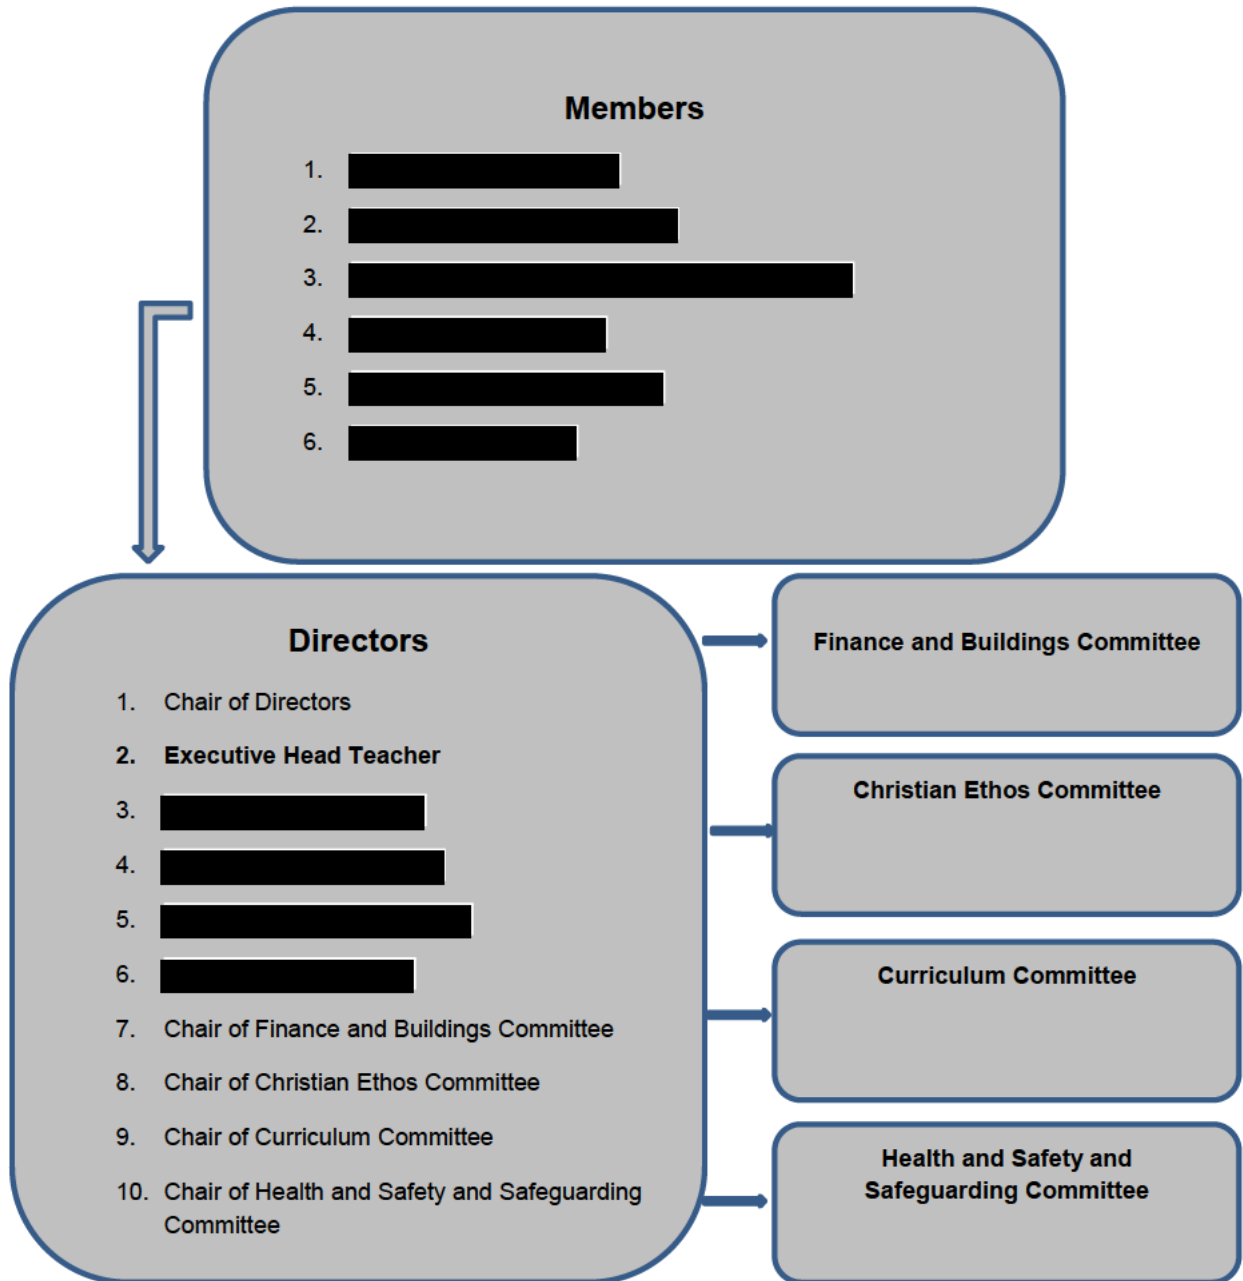 Members
1.
2.
3.
4.
5.
6.
Directors
1. Chair of Directors
2. Executive Head Teacher
3.
4.
5.
6.
7. Chair of Finance and Buildings Committee
8. Chair of Christian Ethos Committee
9. Chair of Curriculum Committee
10. Chair of Health and Safety and Safeguarding
Committee
Finance and Buildings Committee
Christian Ethos Committee
Curriculum Committee
Health and Safety and
Safeguarding Committee